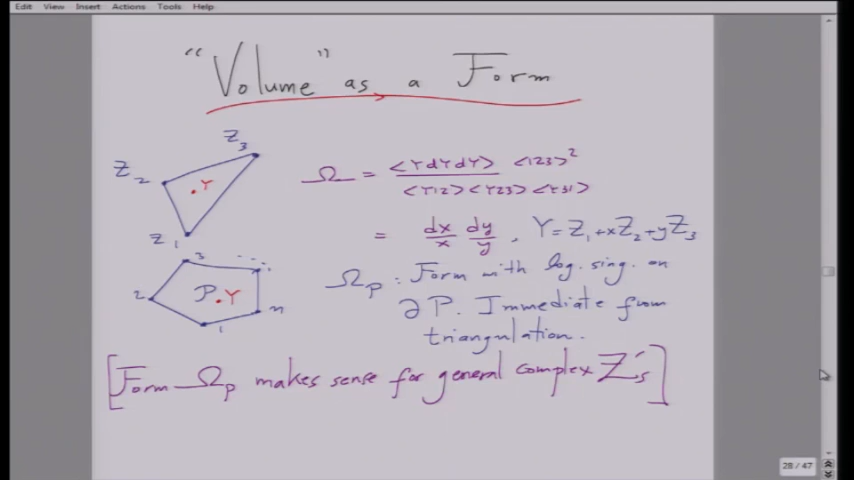 Edit View Insert Actions Tools Help
"Volume" as a Form
Z3
Z2
Y
Z1
Ω = <YdYdY> <123>²
<Y12><Y23><Y31>
= dx/x dy/y , Y = Z1 + xZ2 + yZ3
3
2
P
Y
n
1
ΩP : Form with log. sing. on
∂P. Immediate from
triangulation.
[Form ΩP makes sense for general complex Z's]
28 / 47